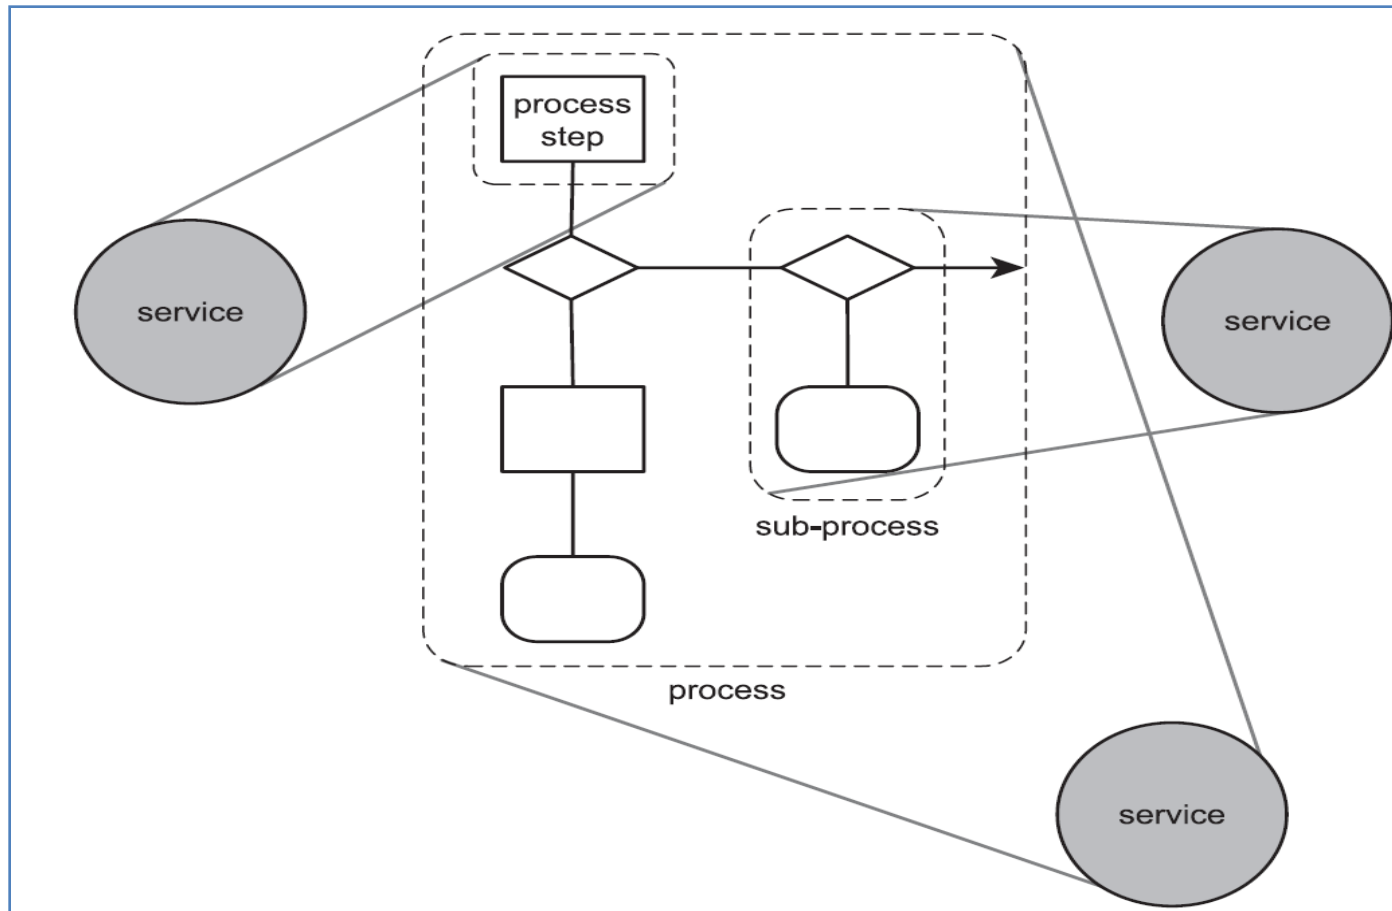 process
step
service
service
sub-process
process
service